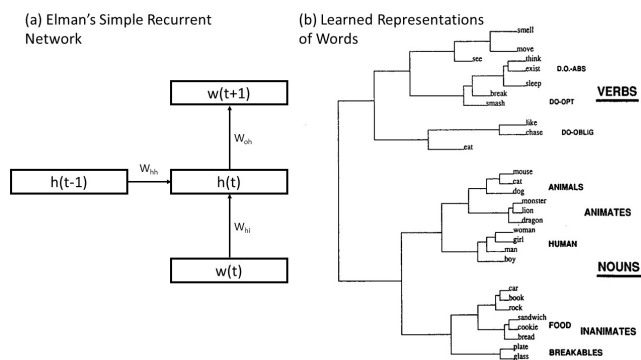 (a) Elman's Simple Recurrent
Network
w(t+1)
W_oh
h(t-1)
W_hh
h(t)
W_hi
w(t)
(b) Learned Representations
of Words
smell
move
see
think
exist
D.O.-ABS
sleep
VERBS
break
smash
DO-OPT
like
chase
DO-OBLIG
eat
mouse
cat
ANIMALS
dog
monster
lion
ANIMATES
dragon
woman
girl
HUMAN
man
boy
NOUNS
car
book
rock
sandwich
FOOD
cookie
INANIMATES
bread
plate
BREAKABLES
glass